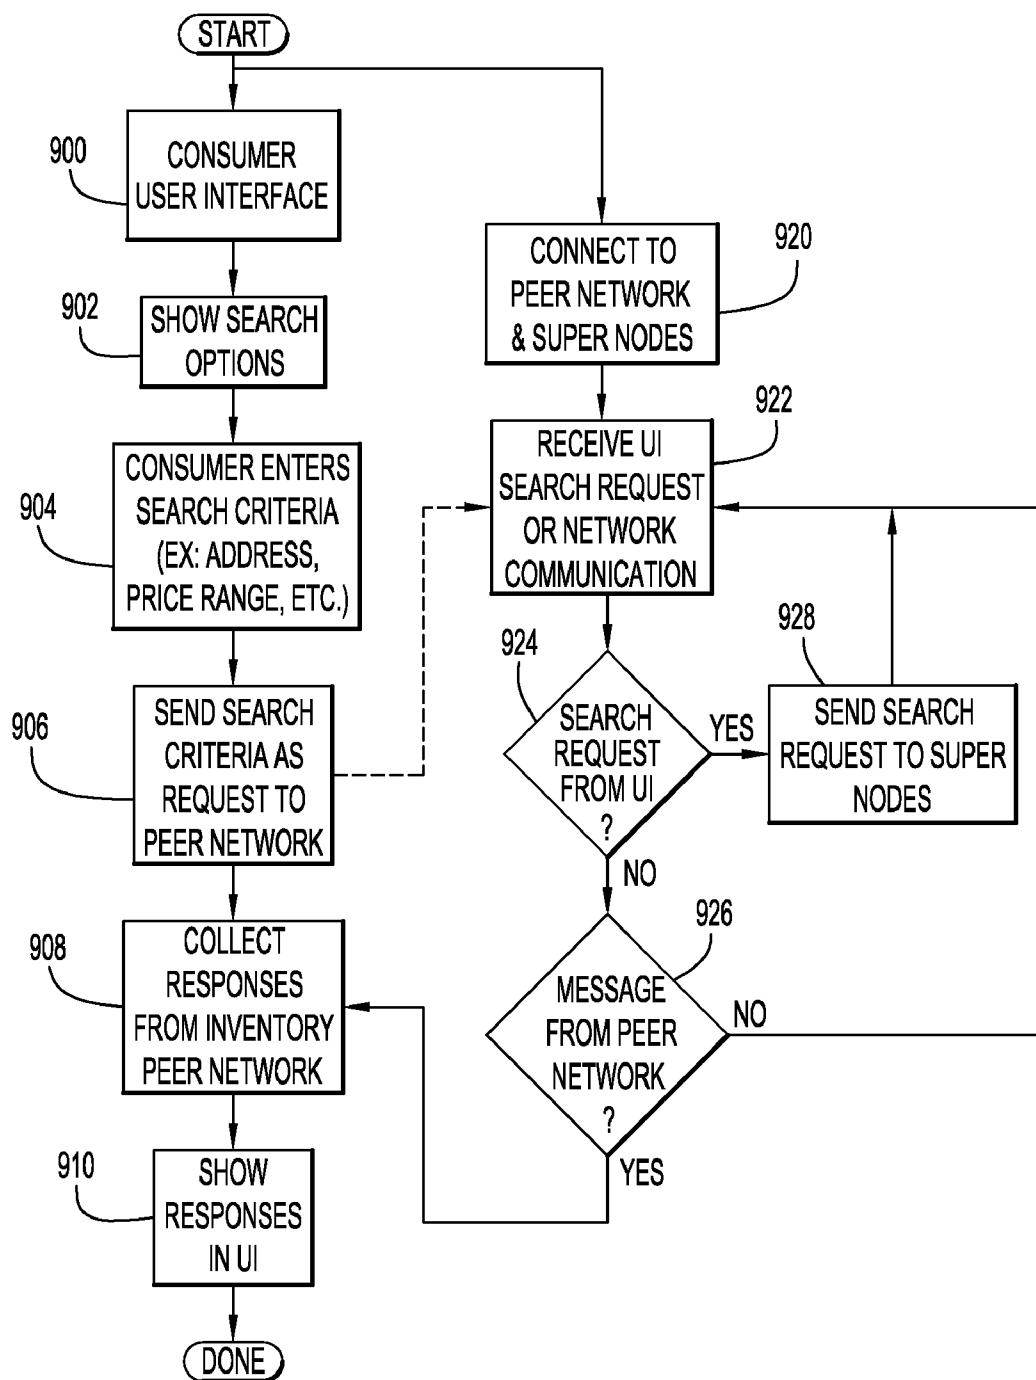 START
900
CONSUMER
USER INTERFACE
902
SHOW SEARCH
OPTIONS
904
CONSUMER ENTERS
SEARCH CRITERIA
(EX: ADDRESS,
PRICE RANGE, ETC.)
906
SEND SEARCH
CRITERIA AS
REQUEST TO
PEER NETWORK
908
COLLECT
RESPONSES
FROM INVENTORY
PEER NETWORK
910
SHOW
RESPONSES
IN UI
DONE
920
CONNECT TO
PEER NETWORK
& SUPER NODES
922
RECEIVE UI
SEARCH REQUEST
OR NETWORK
COMMUNICATION
924
SEARCH
REQUEST
FROM UI
?
YES
928
SEND SEARCH
REQUEST TO SUPER
NODES
NO
926
MESSAGE
FROM PEER
NETWORK
?
NO
YES